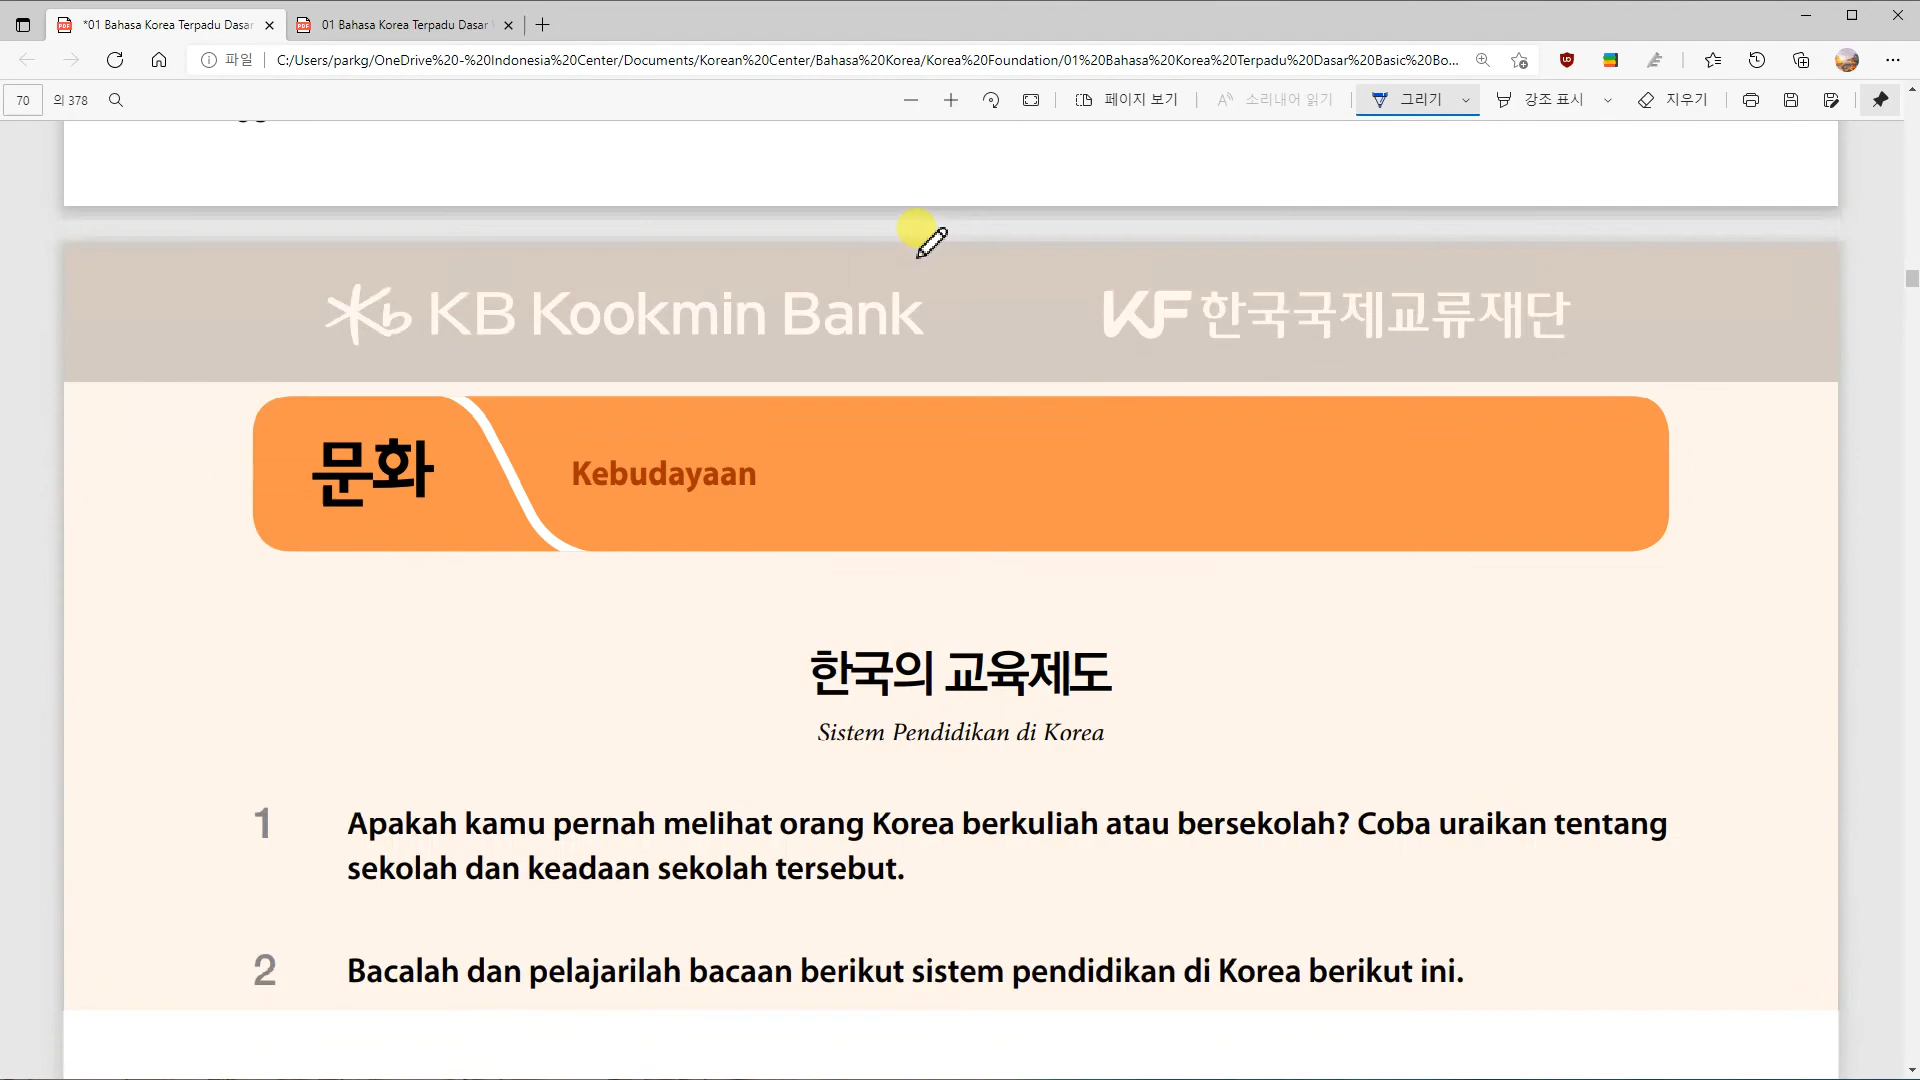 *01 Bahasa Korea Terpadu Dasar
01 Bahasa Korea Terpadu Dasar
파일
C:/Users/parkg/OneDrive%20-%20Indonesia%20Center/Documents/Korean%20Center/Bahasa%20Korea/Korea%20Foundation/01%20Bahasa%20Korea%20Terpadu%20Dasar%20Basic%20Bo...
70 의 378
페이지 보기
소리내어 읽기
그리기
강조 표시
지우기
Kb KB Kookmin Bank
KF 한국국제교류재단
문화
Kebudayaan
한국의 교육제도
Sistem Pendidikan di Korea
1 Apakah kamu pernah melihat orang Korea berkuliah atau bersekolah? Coba uraikan tentang
sekolah dan keadaan sekolah tersebut.
2 Bacalah dan pelajarilah bacaan berikut sistem pendidikan di Korea berikut ini.